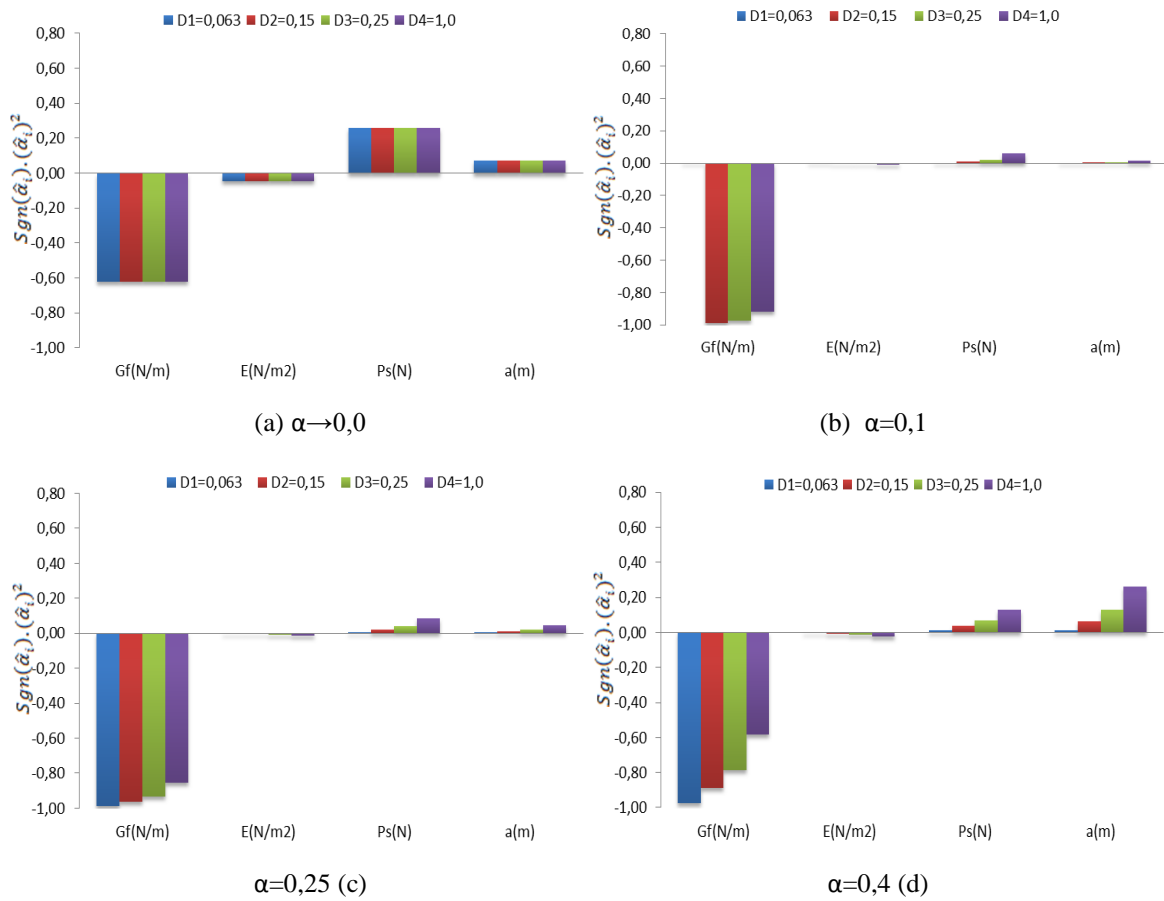 D1=0,063 D2=0,15 D3=0,25 D4=1,0
0,80
0,60
0,40
0,20
0,00
-0,20
-0,40
-0,60
-0,80
-1,00
Sgn(α̂ᵢ).(α̂ᵢ)²
Gf(N/m) E(N/m2) Ps(N) a(m)
(a) α→0,0
D1=0,063 D2=0,15 D3=0,25 D4=1,0
0,80
0,60
0,40
0,20
0,00
-0,20
-0,40
-0,60
-0,80
-1,00
Sgn(α̂ᵢ).(α̂ᵢ)²
Gf(N/m) E(N/m2) Ps(N) a(m)
(b) α=0,1
D1=0,063 D2=0,15 D3=0,25 D4=1,0
0,80
0,60
0,40
0,20
0,00
-0,20
-0,40
-0,60
-0,80
-1,00
Sgn(α̂ᵢ).(α̂ᵢ)²
Gf(N/m) E(N/m2) Ps(N) a(m)
α=0,25 (c)
D1=0,063 D2=0,15 D3=0,25 D4=1,0
0,80
0,60
0,40
0,20
0,00
-0,20
-0,40
-0,60
-0,80
-1,00
Sgn(α̂ᵢ).(α̂ᵢ)²
Gf(N/m) E(N/m2) Ps(N) a(m)
α=0,4 (d)